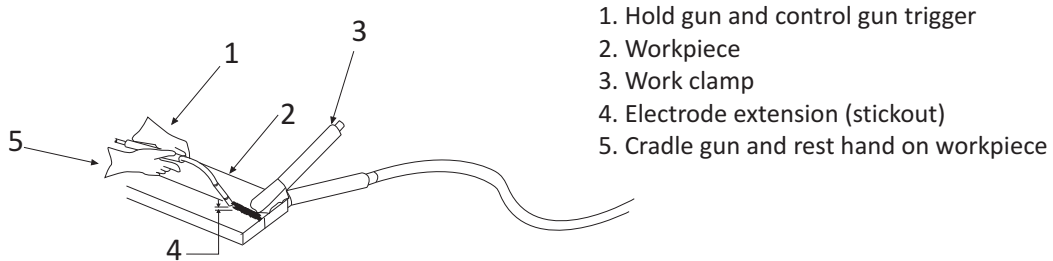 1
2
3
4
5
1. Hold gun and control gun trigger
2. Workpiece
3. Work clamp
4. Electrode extension (stickout)
5. Cradle gun and rest hand on workpiece